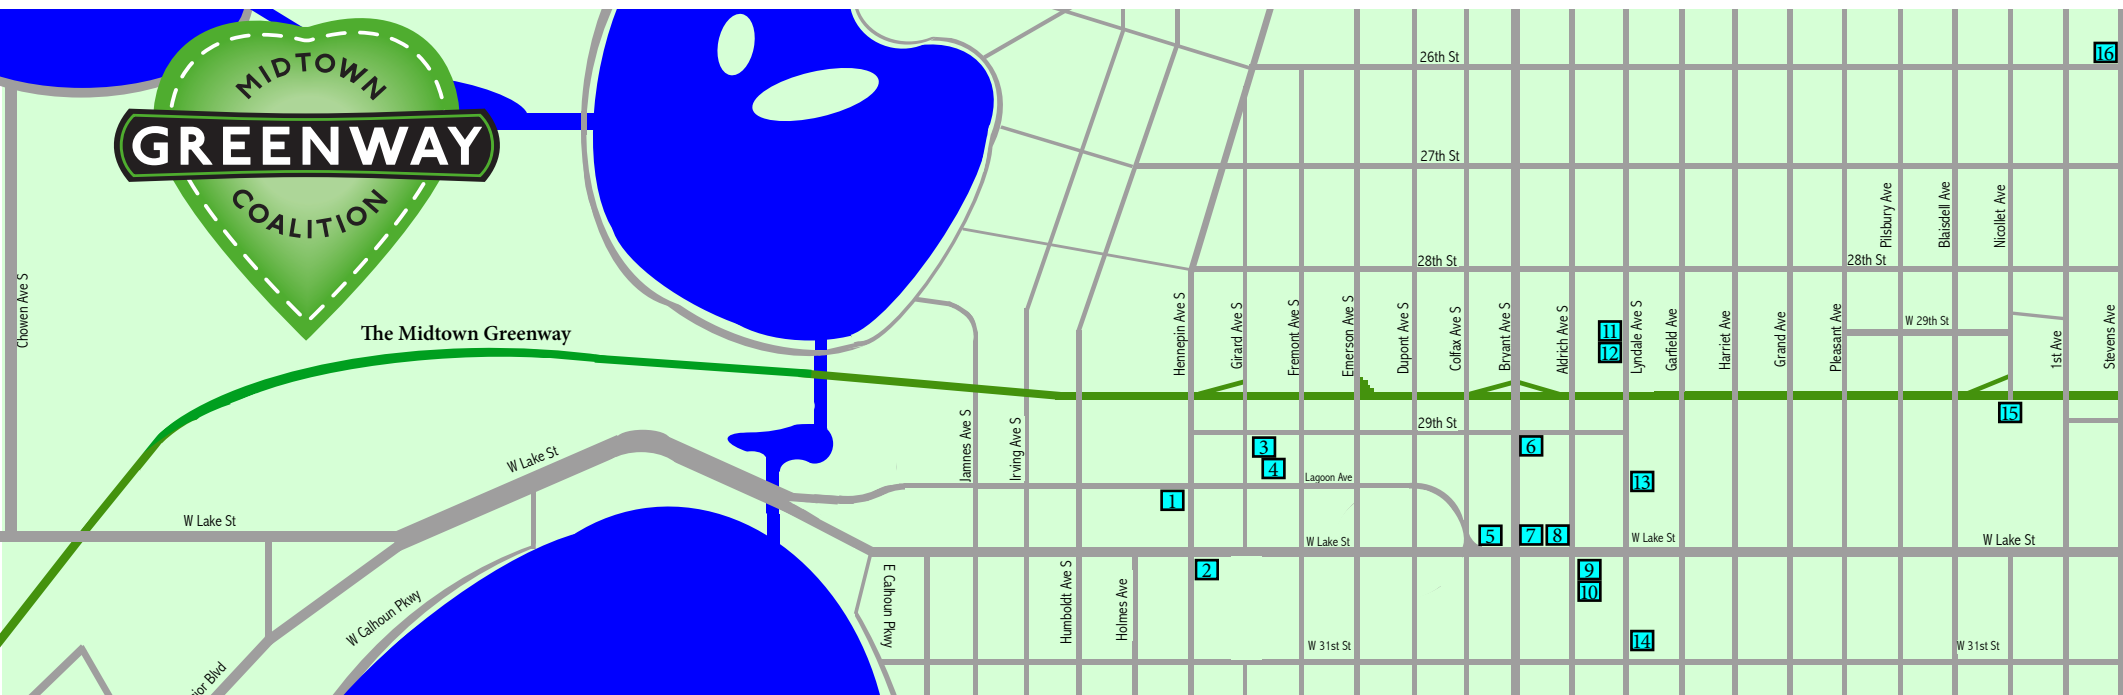 MIDTOWN
GREENWAY
COALITION
The Midtown Greenway
Chowen Ave S
W Lake St
W Lake St
W Calhoun Pkwy
ior Blvd
E Calhoun Pkwy
Jamnes Ave S
Irving Ave S
Humboldt Ave S
Holmes Ave
Hennepin Ave S
Girard Ave S
Fremont Ave S
Emerson Ave S
Dupont Ave S
Colfax Ave S
Bryant Ave S
Aldrich Ave S
Lyndale Ave S
Garfield Ave
Harriet Ave
Grand Ave
Pleasant Ave
Pilsbury Ave
Blaisdell Ave
Nicollet Ave
1st Ave
Stevens Ave
26th St
27th St
28th St
28th St
W 29th St
29th St
Lagoon Ave
W Lake St
W Lake St
W Lake St
W 31st St
W 31st St
1
2
3
4
5
6
7
8
9
10
11
12
13
14
15
16